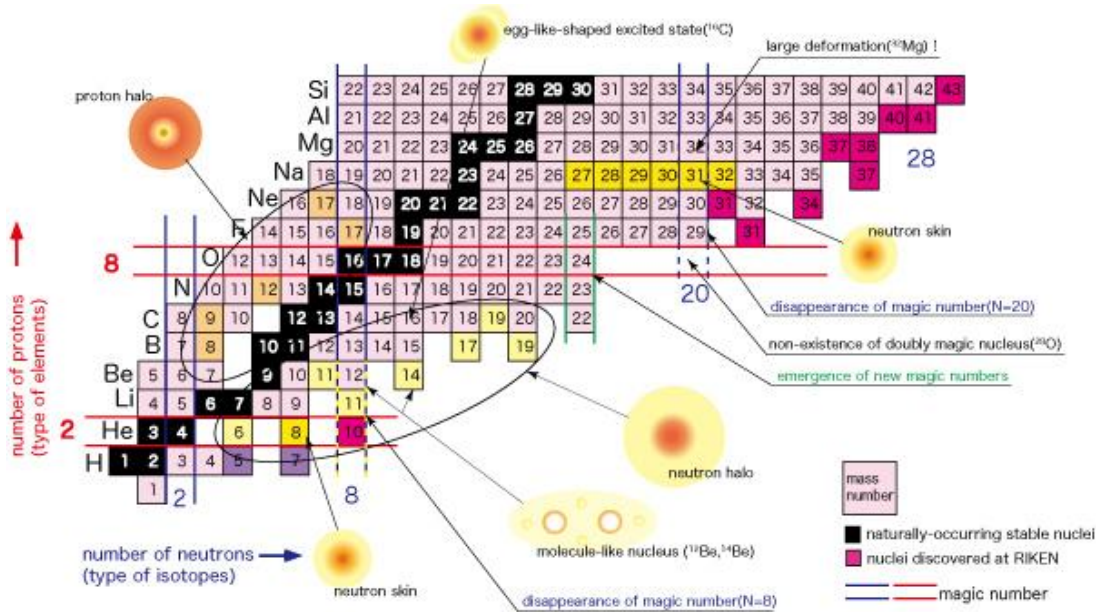 egg-like-shaped excited state(¹⁶C)
large deformation(³²Mg) !
proton halo
Si 22 23 24 25 26 27 28 29 30 31 32 33 34 35 36 37 38 39 40 41 42 43
Al 21 22 23 24 25 26 27 28 29 30 31 32 33 34 35 36 37 38 39 40 41
Mg 20 21 22 23 24 25 26 27 28 29 30 31 32 33 34 35 36 37 38
28
Na 18 19 20 21 22 23 24 25 26 27 28 29 30 31 32 33 34 35 37
Ne 16 17 18 19 20 21 22 23 24 25 26 27 28 29 30 31 32 34
F 14 15 16 17 18 19 20 21 22 23 24 25 26 27 28 29 31
neutron skin
8 O 12 13 14 15 16 17 18 19 20 21 22 23 24
N 10 11 12 13 14 15 16 17 18 19 20 21 22 23
20
disappearance of magic number(N=20)
C 8 9 10 12 13 14 15 16 17 18 19 20 22
B 7 8 10 11 12 13 14 15 17 19
non-existence of doubly magic nucleus(²⁸O)
Be 5 6 7 9 10 11 12 14
emergence of new magic numbers
Li 4 5 6 7 8 9 11
2 He 3 4 6 8 10
H 1 2 3 4 5 7
1
2
8
number of protons
(type of elements)
neutron halo
mass
number
naturally-occurring stable nuclei
nuclei discovered at RIKEN
magic number
number of neutrons
(type of isotopes)
neutron skin
molecule-like nucleus (¹²Be,¹⁴Be)
disappearance of magic number(N=8)